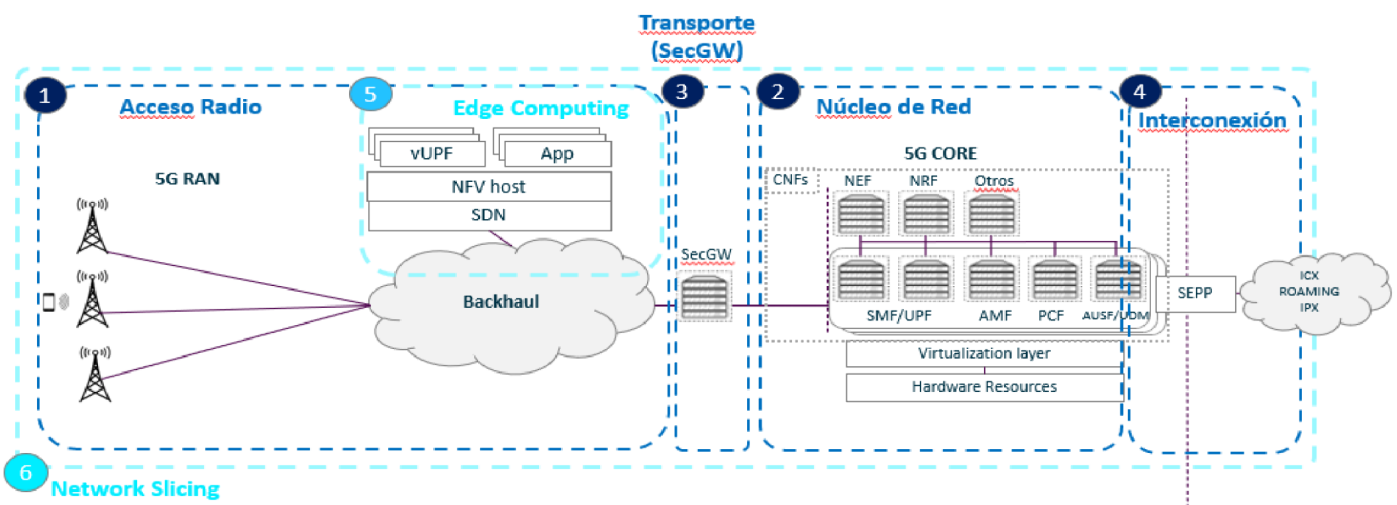 Transporte
(SecGW)
1
Acceso Radio
5
Edge Computing
3
2
Núcleo de Red
4
Interconexión
vUPF
App
NFV host
SDN
5G RAN
Backhaul
SecGW
5G CORE
CNFs
NEF
NRF
Otros
SMF/UPF
AMF
PCF
AUSF/UDM
SEPP
ICX
ROAMING
IPX
Virtualization layer
Hardware Resources
6
Network Slicing